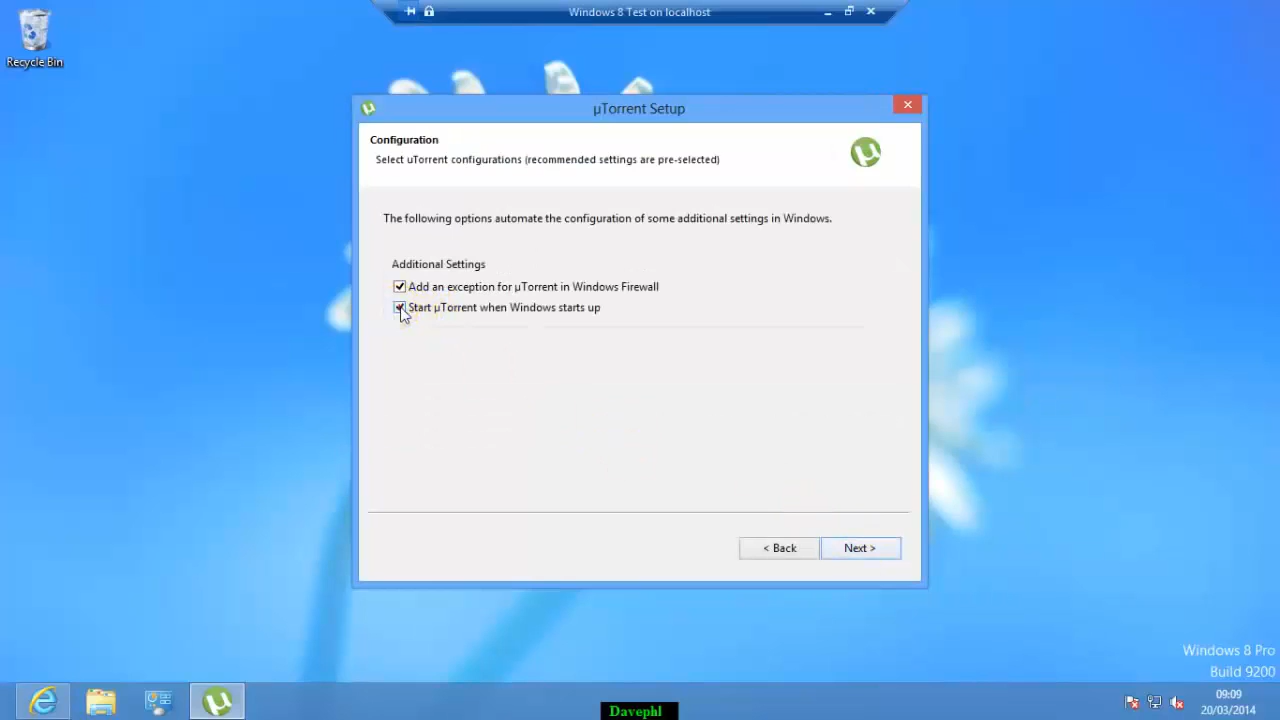 Windows 8 Test on localhost
Recycle Bin
µTorrent Setup
Configuration
Select uTorrent configurations (recommended settings are pre-selected)
The following options automate the configuration of some additional settings in Windows.
Additional Settings
Add an exception for µTorrent in Windows Firewall
Start µTorrent when Windows starts up
< Back
Next >
Windows 8 Pro
Build 9200
09:09
20/03/2014
Davephl